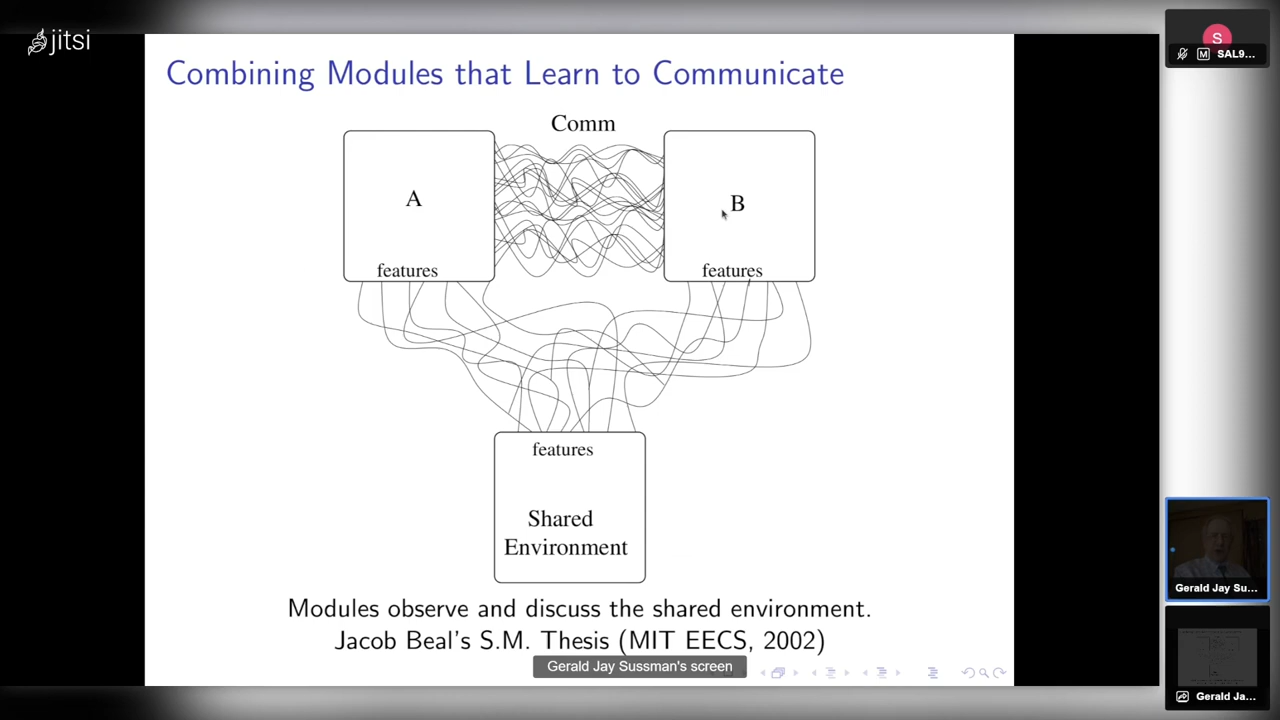 jitsi
Combining Modules that Learn to Communicate
Comm
A
B
features
features
features
Shared
Environment
Modules observe and discuss the shared environment.
Jacob Beal's S.M. Thesis (MIT EECS, 2002)
Gerald Jay Sussman's screen
S
M
SAL9...
Gerald Jay Su...
Gerald Ja...